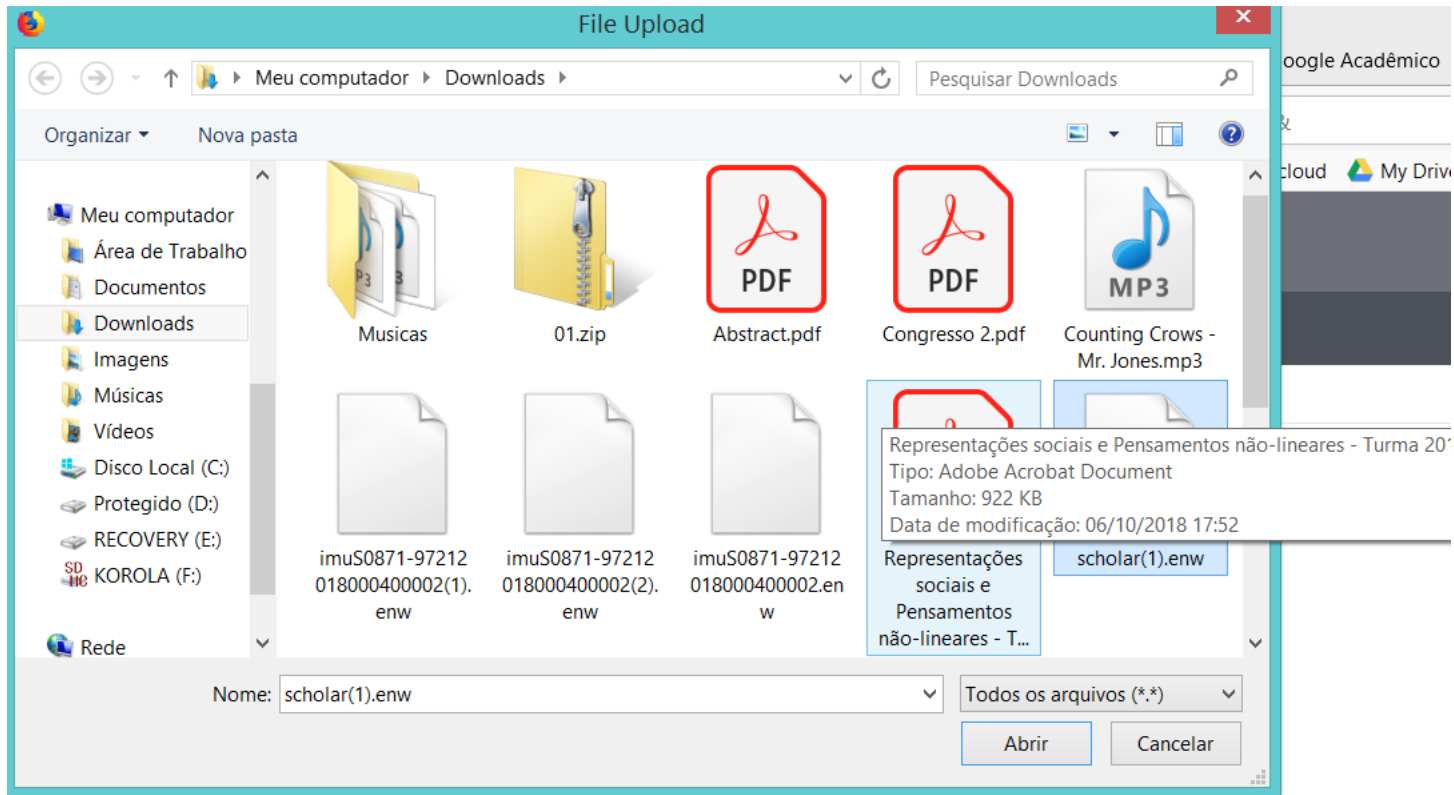 File Upload
oogle Acadêmico
Meu computador
Downloads
Pesquisar Downloads
Organizar
Nova pasta
cloud
My Drive
Meu computador
Área de Trabalho
Documentos
Downloads
Imagens
Músicas
Vídeos
Disco Local (C:)
Protegido (D:)
RECOVERY (E:)
KOROLA (F:)
Rede
MP3
PDF
PDF
MP3
Musicas
01.zip
Abstract.pdf
Congresso 2.pdf
Counting Crows -
Mr. Jones.mp3
Representações sociais e Pensamentos não-lineares - Turma 201
Tipo: Adobe Acrobat Document
Tamanho: 922 KB
Data de modificação: 06/10/2018 17:52
imuS0871-97212
018000400002(1).
enw
imuS0871-97212
018000400002(2).
enw
imuS0871-97212
018000400002.en
w
Representações
sociais e
Pensamentos
não-lineares - T...
scholar(1).enw
Nome:
scholar(1).enw
Todos os arquivos (*.*)
Abrir
Cancelar